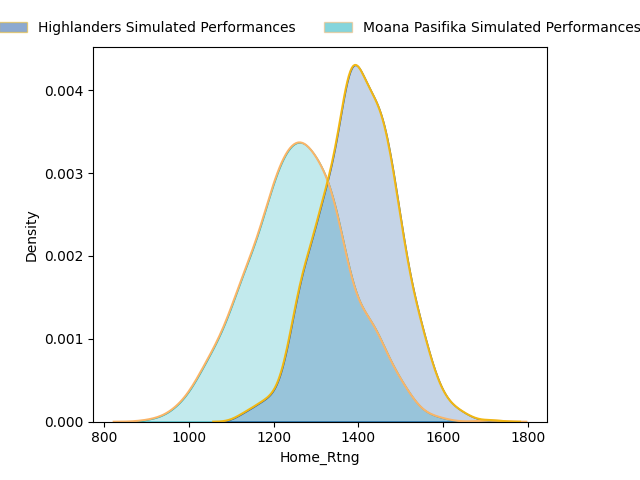 Highlanders Simulated Performances Moana Pasifika Simulated Performances
0.004
0.003
0.002
0.001
0.000
Density
800 1000 1200 1400 1600 1800
Home_Rtng